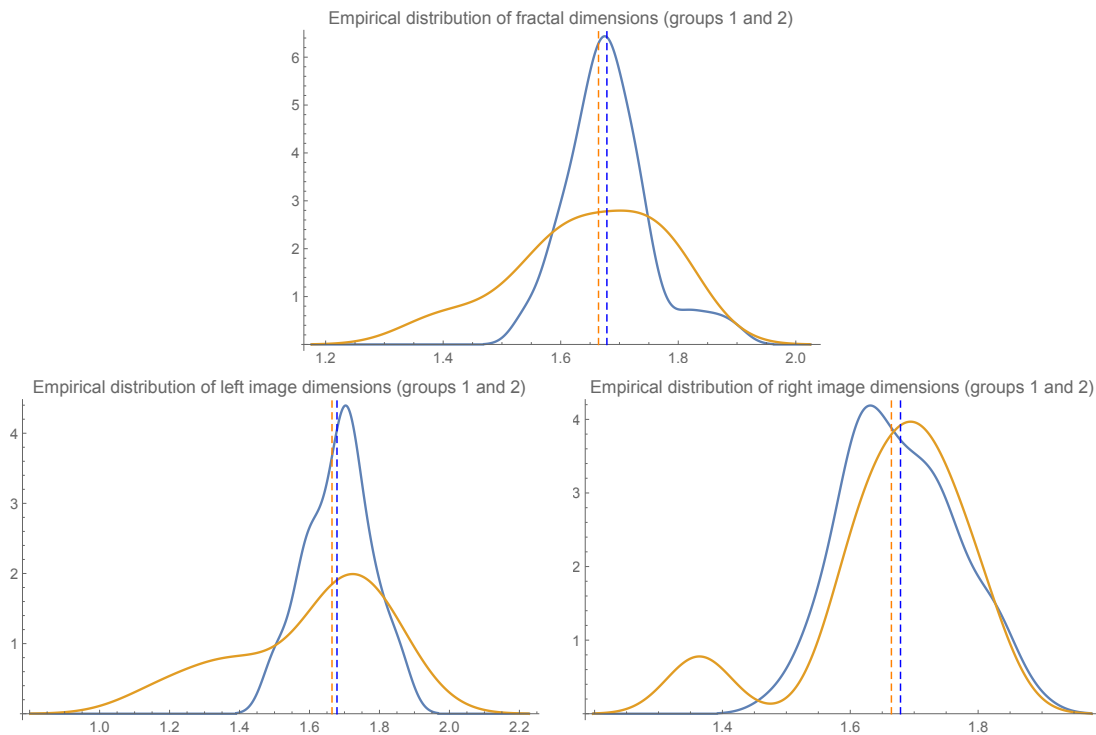 Empirical distribution of fractal dimensions (groups 1 and 2)
6
5
4
3
2
1
1.2 1.4 1.6 1.8 2.0
Empirical distribution of left image dimensions (groups 1 and 2)
4
3
2
1
1.0 1.2 1.4 1.6 1.8 2.0 2.2
Empirical distribution of right image dimensions (groups 1 and 2)
4
3
2
1
1.4 1.6 1.8